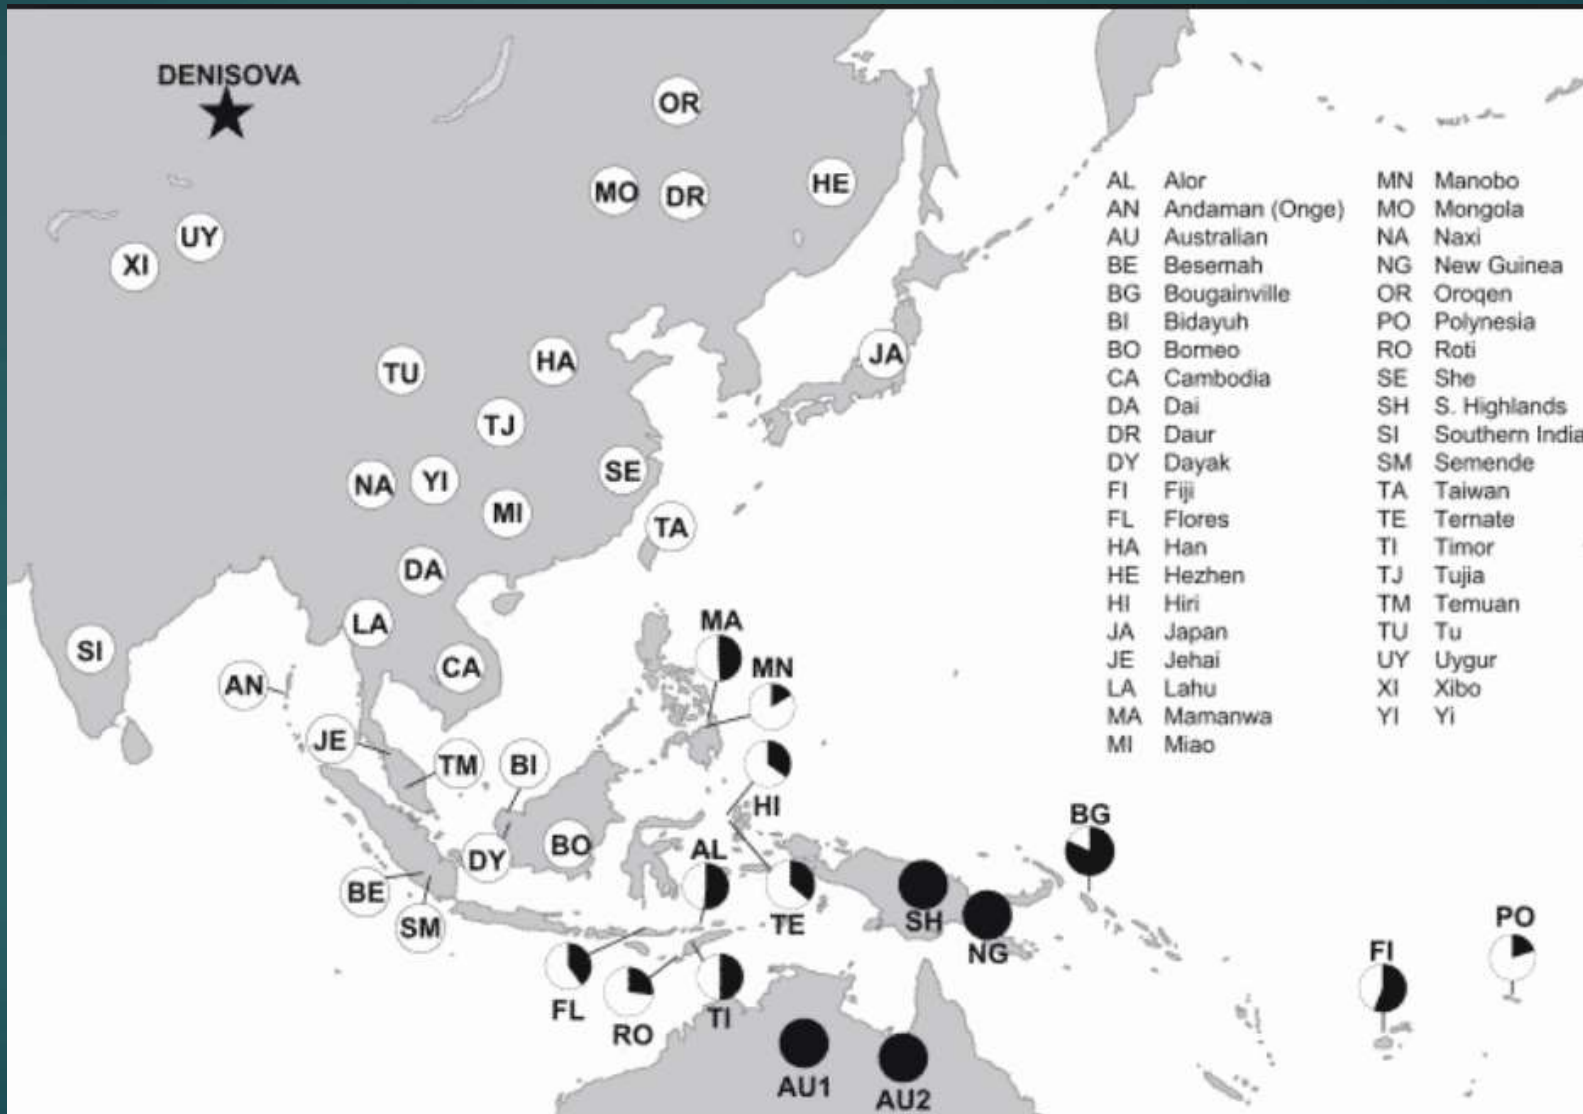 DENISOVA
OR
MO
DR
HE
UY
XI
TU
HA
JA
TJ
NA
YI
SE
MI
TA
DA
LA
SI
CA
AN
MA
MN
JE
TM
BI
HI
DY
BO
AL
BG
BE
SM
TE
SH
NG
PO
FI
FL
RO
TI
AU1
AU2
AL Alor
AN Andaman (Onge)
AU Australian
BE Besemah
BG Bougainville
BI Bidayuh
BO Borneo
CA Cambodia
DA Dai
DR Daur
DY Dayak
FI Fiji
FL Flores
HA Han
HE Hezhen
HI Hiri
JA Japan
JE Jehai
LA Lahu
MA Mamanwa
MI Miao
MN Manobo
MO Mongola
NA Naxi
NG New Guinea
OR Oroqen
PO Polynesia
RO Roti
SE She
SH S. Highlands
SI Southern India
SM Semende
TA Taiwan
TE Ternate
TI Timor
TJ Tujia
TM Temuan
TU Tu
UY Uygur
XI Xibo
YI Yi